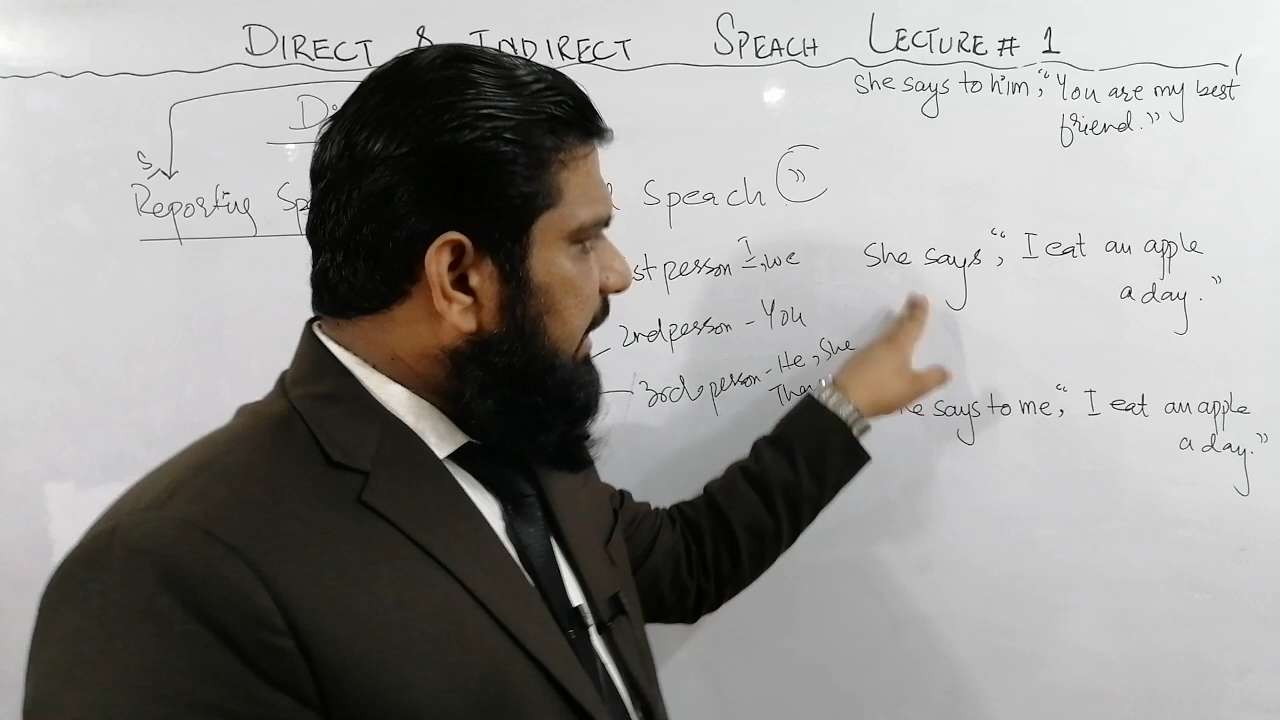 DIRECT & INDIRECT SPEACH LECTURE # 1
She says to him, "You are my best
friend."
S
Reporting
Speach "
person I, we
2nd person - You
3rd person - He, She
She says", I eat an apple
a day."
says to me," I eat an apple
a day."